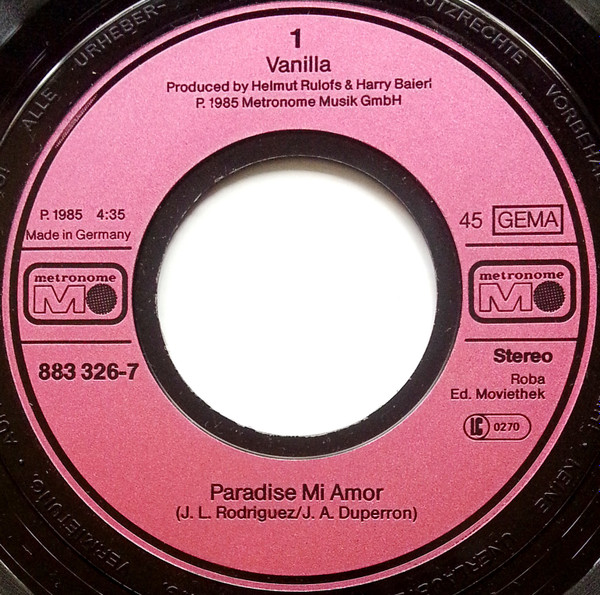 1
Vanilla
Produced by Helmut Rulofs & Harry Baierl
P. 1985 Metronome Musik GmbH
P. 1985 4:35
Made in Germany
45 GEMA
metronome
M
metronome
M
883 326-7
Stereo
Roba
Ed. Moviethek
LC 0270
Paradise Mi Amor
(J. L. Rodriguez/J. A. Duperron)
ALLE URHEBER-